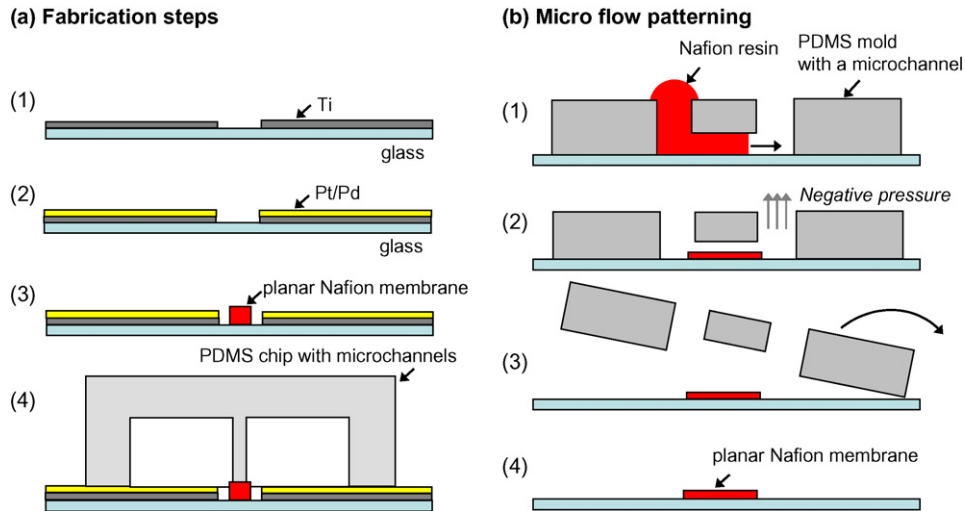 (a) Fabrication steps
(1)
Ti
glass
(2)
Pt/Pd
glass
(3)
planar Nafion membrane
PDMS chip with microchannels
(4)
(b) Micro flow patterning
Nafion resin
PDMS mold
with a microchannel
(1)
Negative pressure
(2)
(3)
(4)
planar Nafion membrane